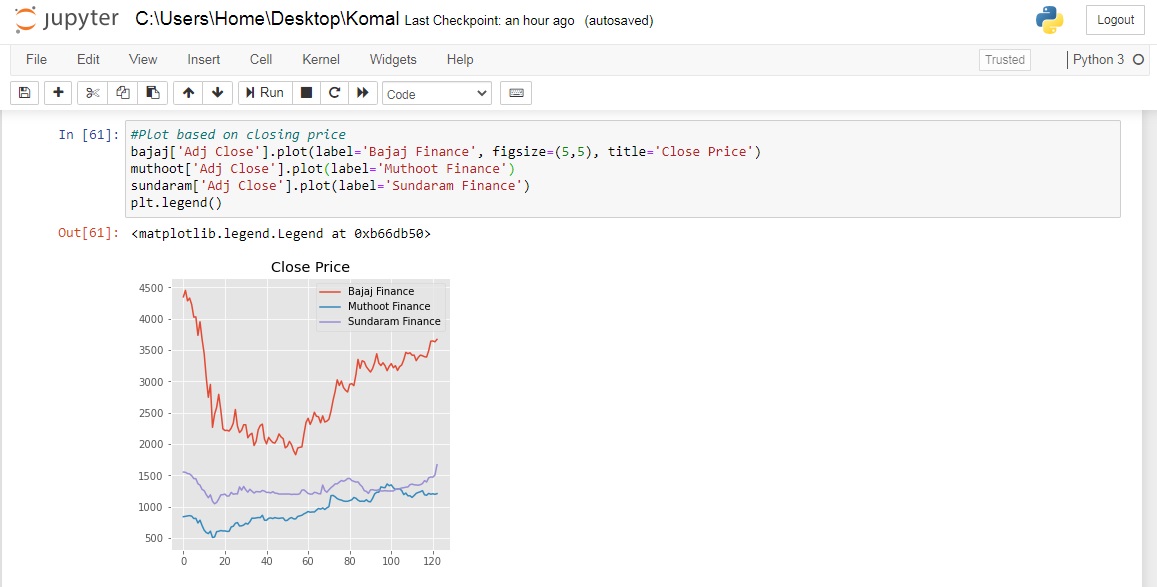 jupyter C:\Users\Home\Desktop\Komal Last Checkpoint: an hour ago (autosaved) Logout
File Edit View Insert Cell Kernel Widgets Help Trusted Python 3
Run Code
In [61]: #Plot based on closing price
bajaj['Adj Close'].plot(label='Bajaj Finance', figsize=(5,5), title='Close Price')
muthoot['Adj Close'].plot(label='Muthoot Finance')
sundaram['Adj Close'].plot(label='Sundaram Finance')
plt.legend()
Out[61]: <matplotlib.legend.Legend at 0xb66db50>
Close Price
Bajaj Finance
Muthoot Finance
Sundaram Finance
4500
4000
3500
3000
2500
2000
1500
1000
500
0 20 40 60 80 100 120